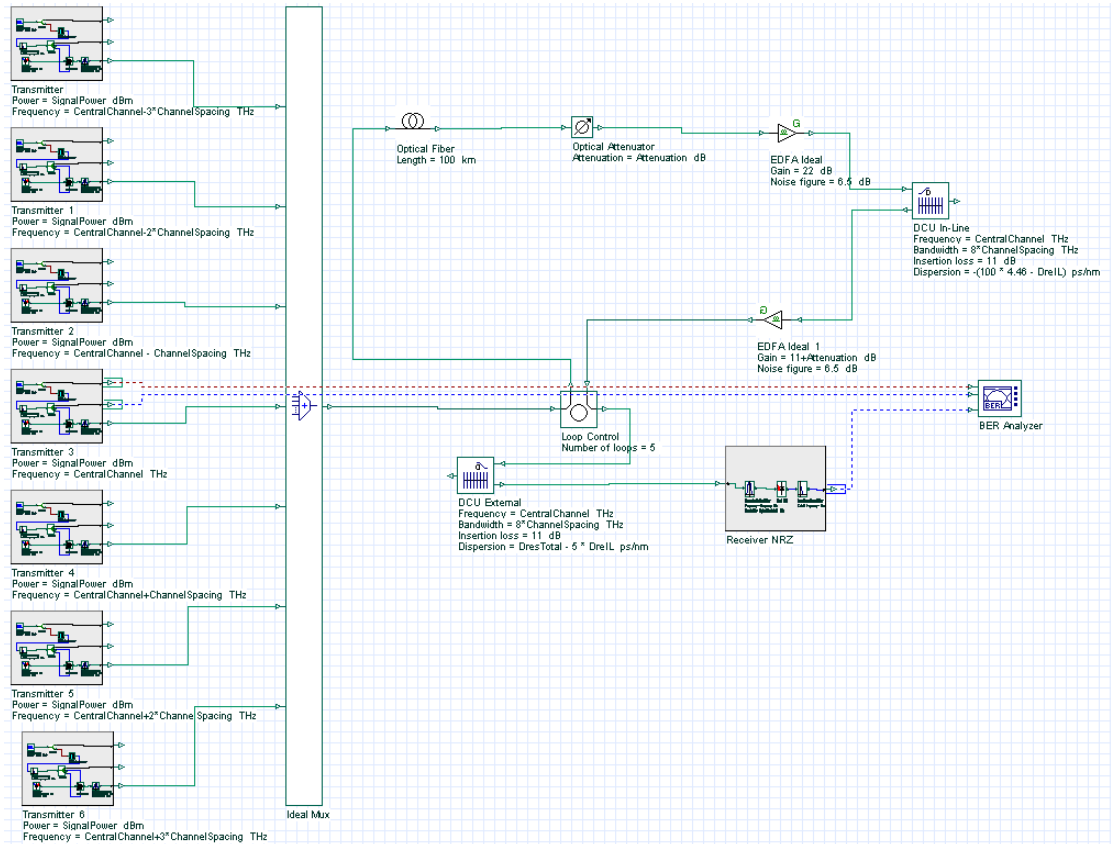 Transmitter
Power = SignalPower dBm
Frequency = CentralChannel-3*ChannelSpacing THz
Transmitter 1
Power = SignalPower dBm
Frequency = CentralChannel-2*ChannelSpacing THz
Transmitter 2
Power = SignalPower dBm
Frequency = CentralChannel - ChannelSpacing THz
Transmitter 3
Power = SignalPower dBm
Frequency = CentralChannel THz
Transmitter 4
Power = SignalPower dBm
Frequency = CentralChannel+ChannelSpacing THz
Transmitter 5
Power = SignalPower dBm
Frequency = CentralChannel+2*ChannelSpacing THz
Transmitter 6
Power = SignalPower dBm
Frequency = CentralChannel+3*ChannelSpacing THz
Ideal Mux
Optical Fiber
Length = 100 km
Optical Attenuator
Attenuation = Attenuation dB
G
EDFA Ideal
Gain = 22 dB
Noise figure = 6.5 dB
DCU In-Line
Frequency = CentralChannel THz
Bandwidth = 8*ChannelSpacing THz
Insertion loss = 11 dB
Dispersion = -(100 * 4.46 - DreIL) ps/nm
G
EDFA Ideal 1
Gain = 11+Attenuation dB
Noise figure = 6.5 dB
Loop Control
Number of loops = 5
BER
BER Analyzer
DCU External
Frequency = CentralChannel THz
Bandwidth = 8*ChannelSpacing THz
Insertion loss = 11 dB
Dispersion = DresTotal - 5 * DreIL ps/nm
Receiver NRZ